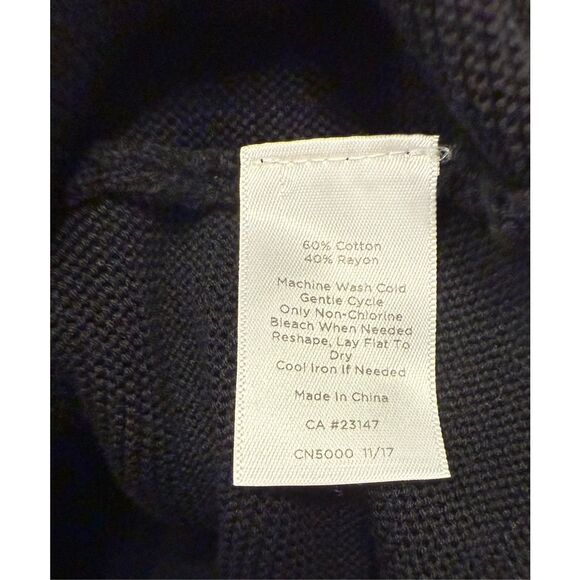 60% Cotton
40% Rayon
Machine Wash Cold
Gentle Cycle
Only Non-Chlorine
Bleach When Needed
Reshape, Lay Flat To
Dry
Cool Iron If Needed
Made In China
CA #23147
CN5000 11/17